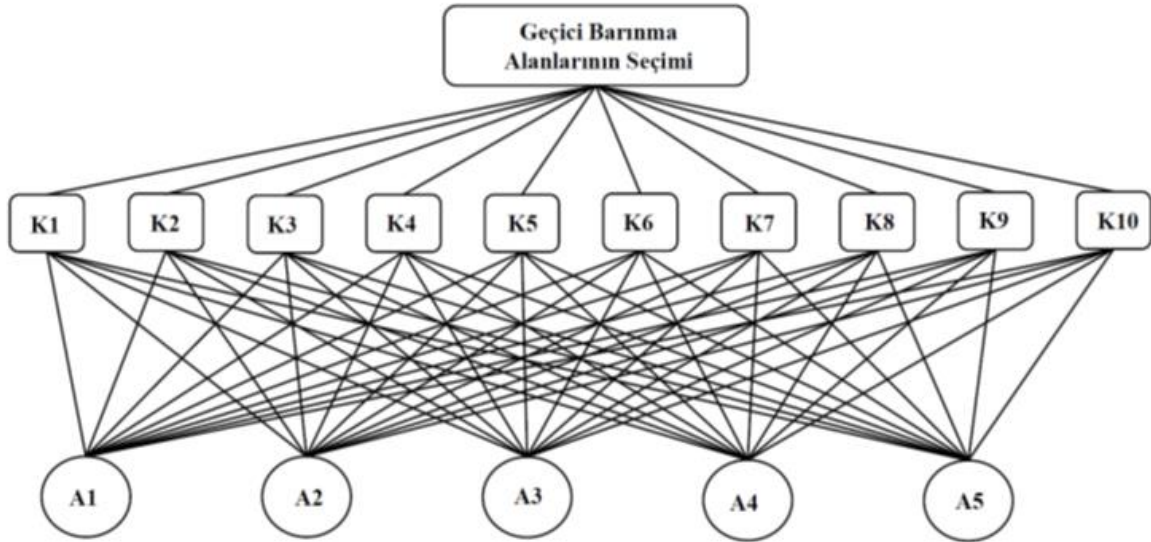 Geçici Barınma
Alanlarının Seçimi
K1 K2 K3 K4 K5 K6 K7 K8 K9 K10
A1 A2 A3 A4 A5